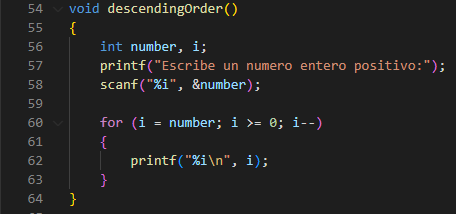 54 void descendingOrder()
55 {
56     int number, i;
57     printf("Escribe un numero entero positivo:");
58     scanf("%i", &number);
59
60     for (i = number; i >= 0; i--)
61     {
62         printf("%i\n", i);
63     }
64 }